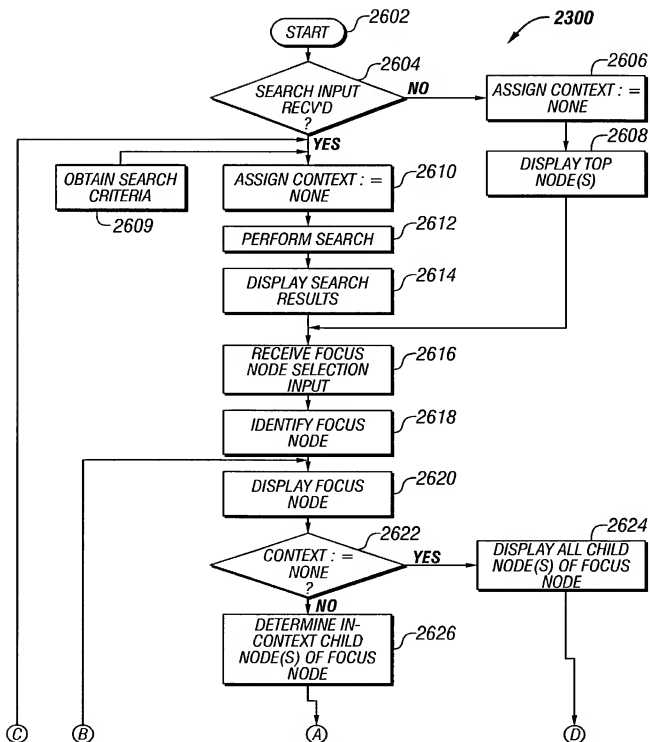 2602
START
2300
2604
SEARCH INPUT
RECV'D
?
NO
2606
ASSIGN CONTEXT : =
NONE
YES
2608
DISPLAY TOP
NODE(S)
OBTAIN SEARCH
CRITERIA
2609
2610
ASSIGN CONTEXT : =
NONE
2612
PERFORM SEARCH
2614
DISPLAY SEARCH
RESULTS
2616
RECEIVE FOCUS
NODE SELECTION
INPUT
2618
IDENTIFY FOCUS
NODE
2620
DISPLAY FOCUS
NODE
2622
CONTEXT : =
NONE
?
YES
2624
DISPLAY ALL CHILD
NODE(S) OF FOCUS
NODE
NO
2626
DETERMINE IN-
CONTEXT CHILD
NODE(S) OF FOCUS
NODE
C
B
A
D